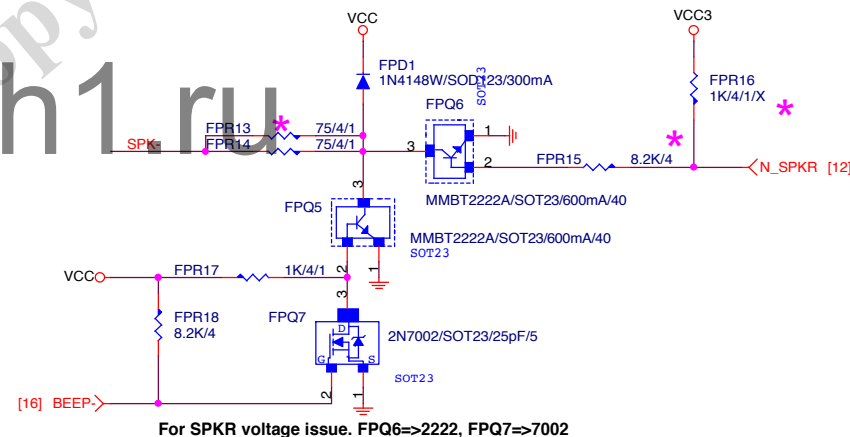 VCC
VCC3
opy
h1.ru
FPD1
1N4148W/SOD123/300mA
SOT23
FPR16
1K/4/1/X
*
FPQ6
FPR13
*
75/4/1
SPK-
FPR14
75/4/1
3
1
2
FPR15
8.2K/4
*
N_SPKR [12]
MMBT2222A/SOT23/600mA/40
3
FPQ5
MMBT2222A/SOT23/600mA/40
SOT23
2
1
VCC
FPR17
1K/4/1
3
FPR18
8.2K/4
FPQ7
D
G
S
2N7002/SOT23/25pF/5
SOT23
2
1
[16] BEEP-
For SPKR voltage issue. FPQ6=>2222, FPQ7=>7002